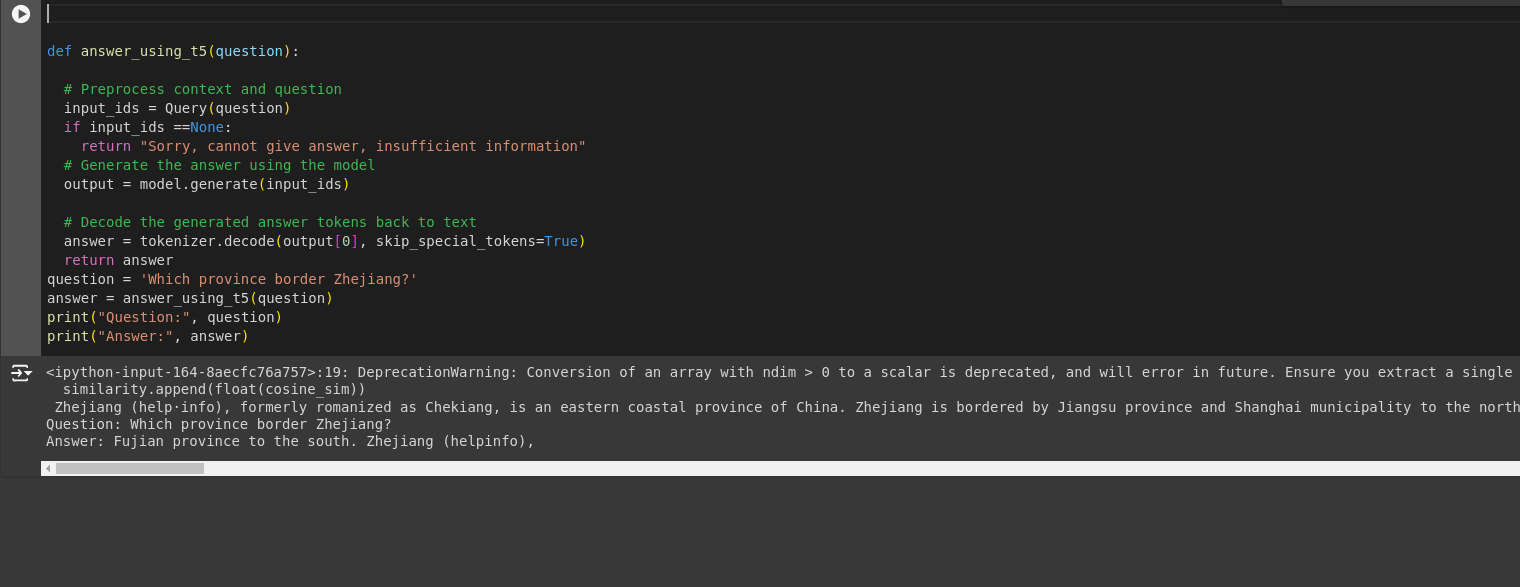 def answer_using_t5(question):
# Preprocess context and question
input_ids = Query(question)
if input_ids ==None:
return "Sorry, cannot give answer, insufficient information"
# Generate the answer using the model
output = model.generate(input_ids)
# Decode the generated answer tokens back to text
answer = tokenizer.decode(output[0], skip_special_tokens=True)
return answer
question = 'Which province border Zhejiang?'
answer = answer_using_t5(question)
print("Question:", question)
print("Answer:", answer)
<ipython-input-164-8aecfc76a757>:19: DeprecationWarning: Conversion of an array with ndim > 0 to a scalar is deprecated, and will error in future. Ensure you extract a single
similarity.append(float(cosine_sim))
Zhejiang (help·info), formerly romanized as Chekiang, is an eastern coastal province of China. Zhejiang is bordered by Jiangsu province and Shanghai municipality to the north
Question: Which province border Zhejiang?
Answer: Fujian province to the south. Zhejiang (helpinfo),